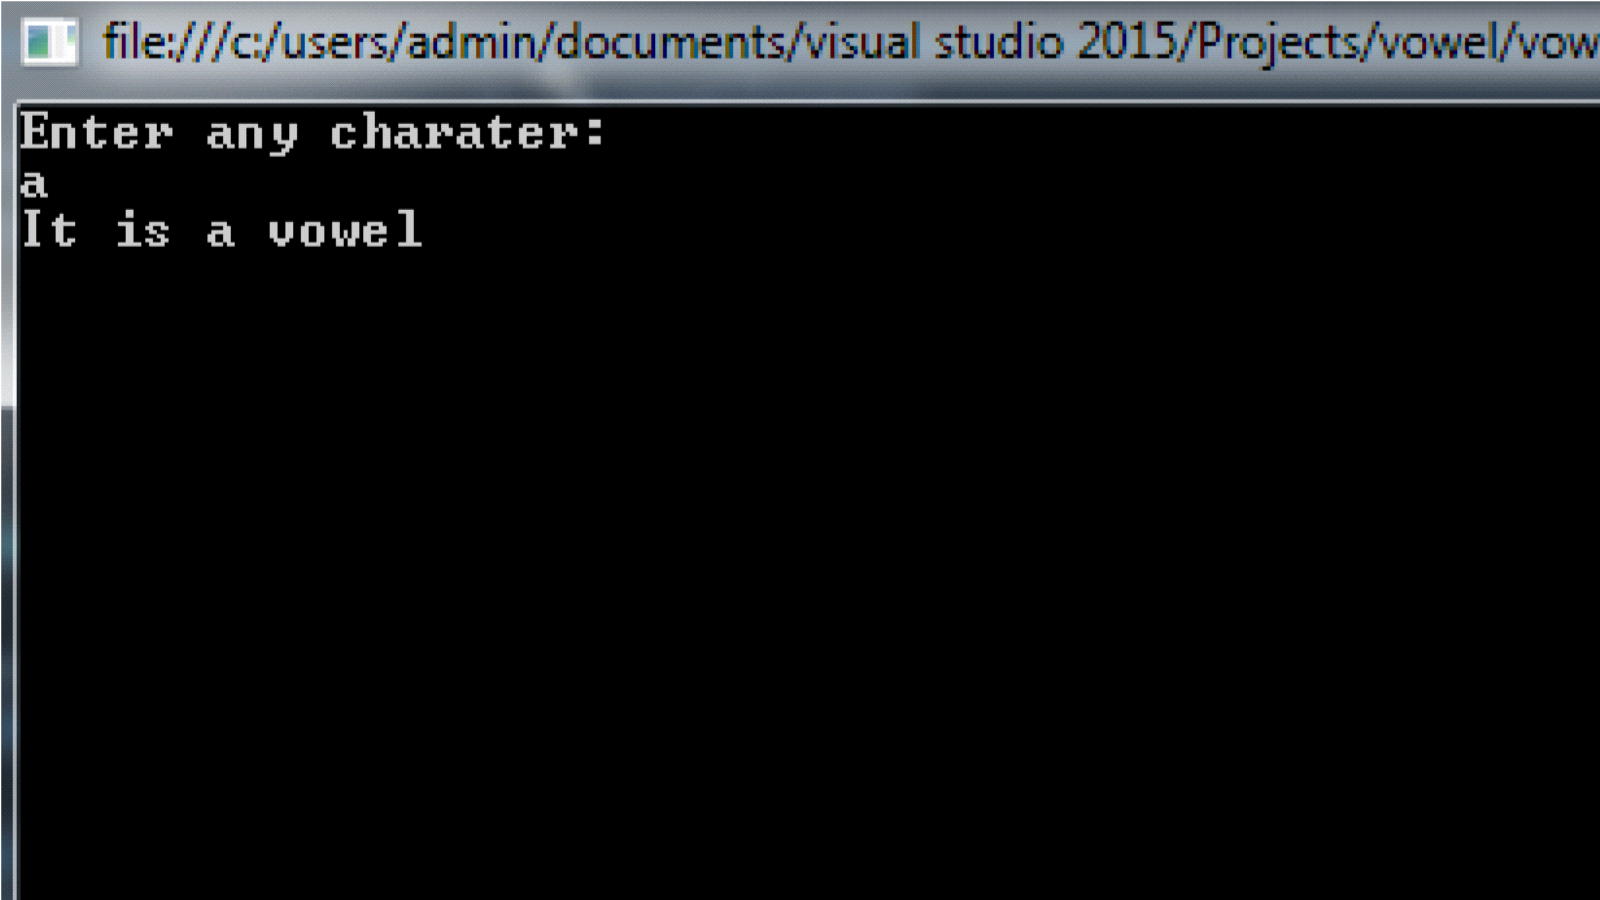 file:///c:/users/admin/documents/visual studio 2015/Projects/vowel/vow
Enter any charater:
a
It is a vowel